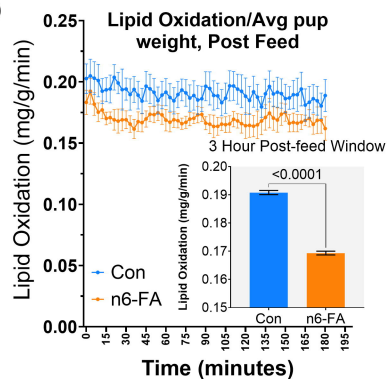 )
Lipid Oxidation/Avg pup
weight, Post Feed
Lipid Oxidation (mg/g/min)
0.25
0.20
0.15
0.10
0.05
0.00
Con
n6-FA
3 Hour Post-feed Window
Lipid Oxidation (mg/g/min)
0.20
0.19
0.17
0.16
0.15
<0.0001
Con
n6-FA
0
15
30
45
60
75
90
105
120
135
150
165
180
195
Time (minutes)